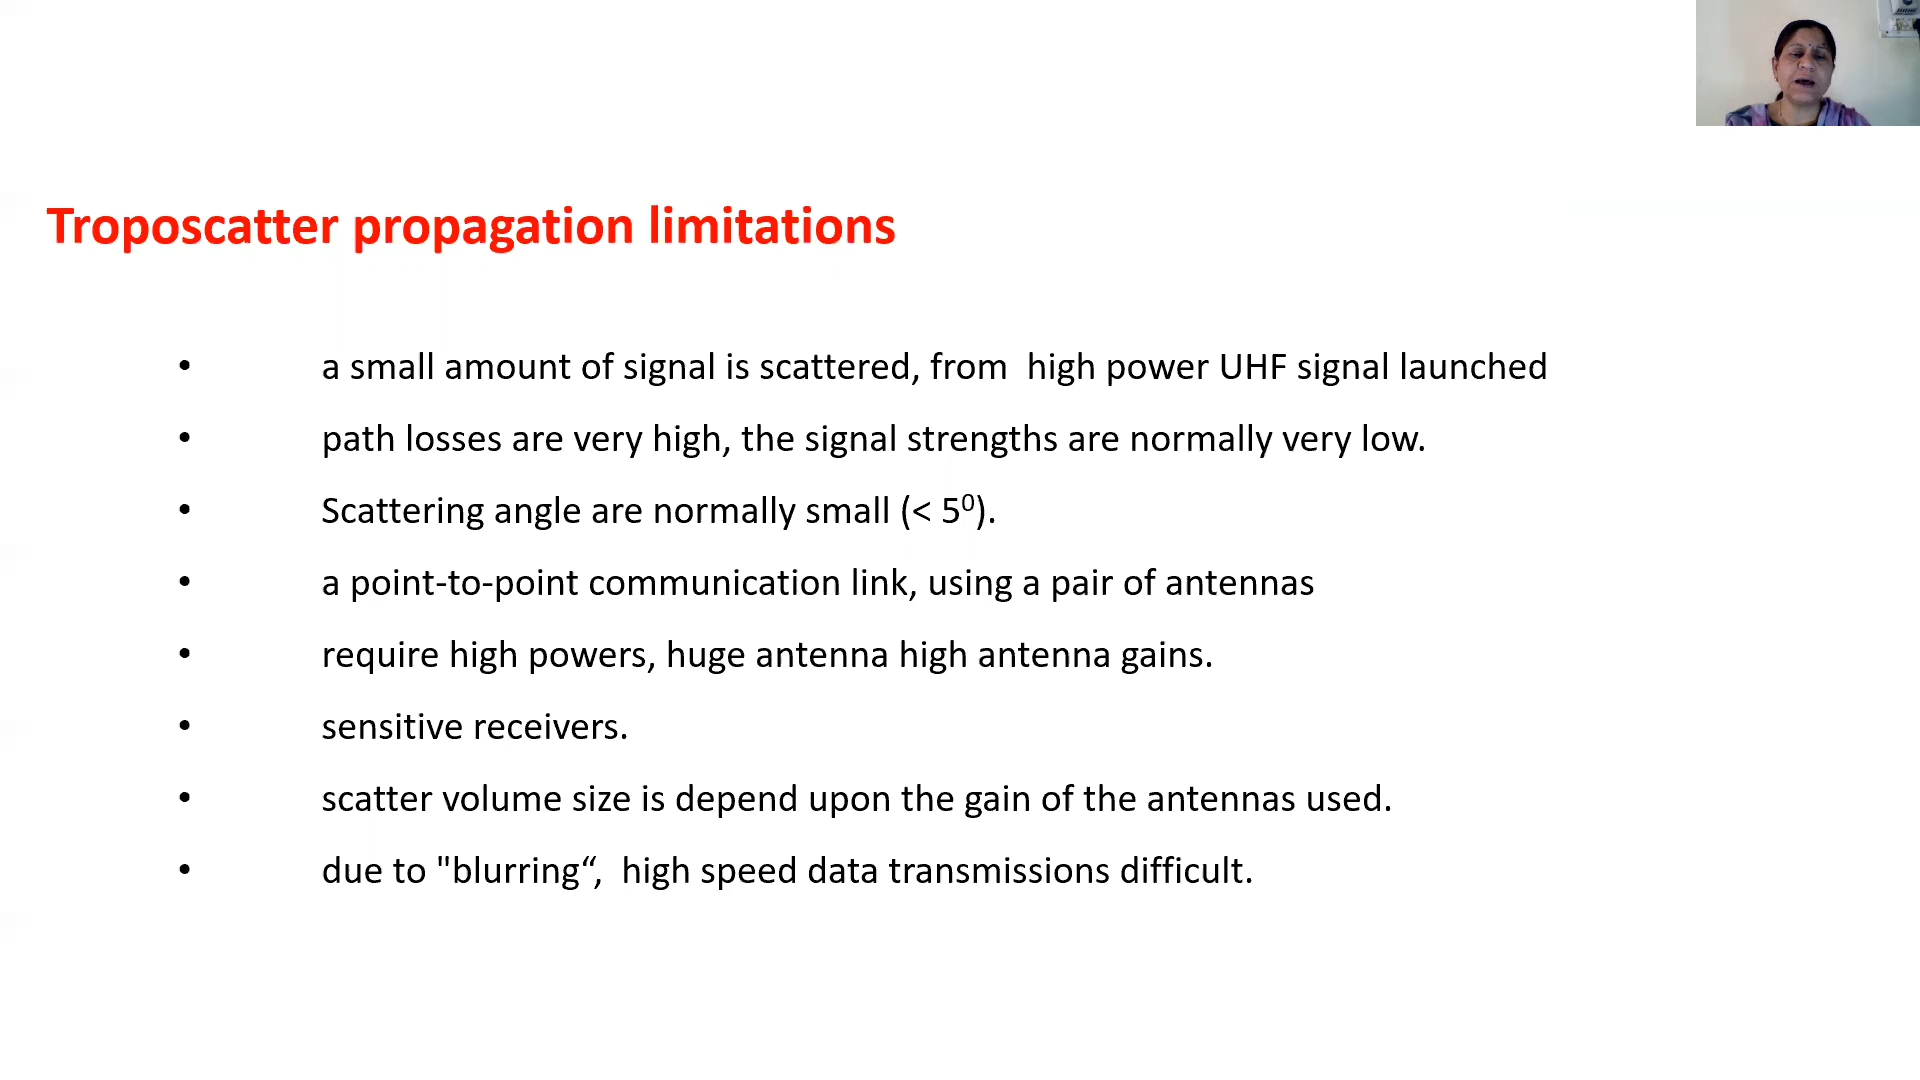 Troposcatter propagation limitations
• a small amount of signal is scattered, from  high power UHF signal launched
• path losses are very high, the signal strengths are normally very low.
• Scattering angle are normally small (< 5⁰).
• a point-to-point communication link, using a pair of antennas
• require high powers, huge antenna high antenna gains.
• sensitive receivers.
• scatter volume size is depend upon the gain of the antennas used.
• due to "blurring“,  high speed data transmissions difficult.